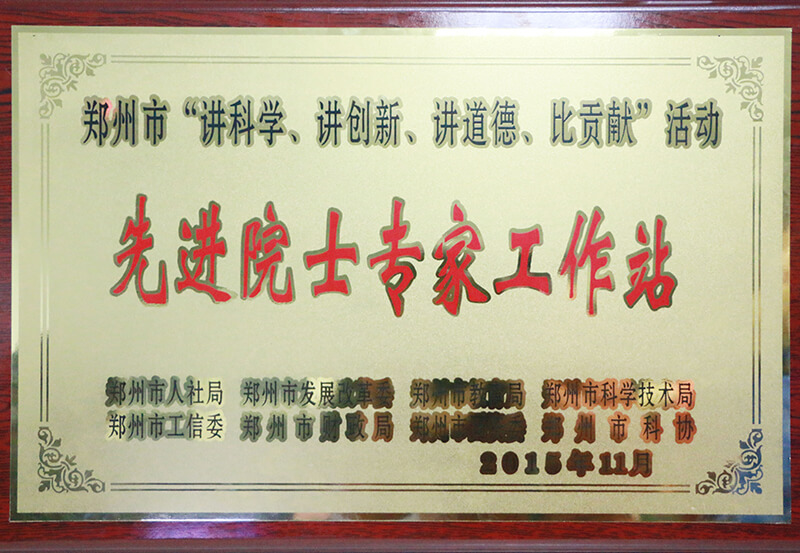 郑州市“讲科学、讲创新、讲道德、比贡献”活动
先进院士专家工作站
郑州市人社局 郑州市发展改革委 郑州市教育局 郑州市科学技术局
郑州市工信委 郑州市财政局 郑州市 委 郑州市科协
2015年11月